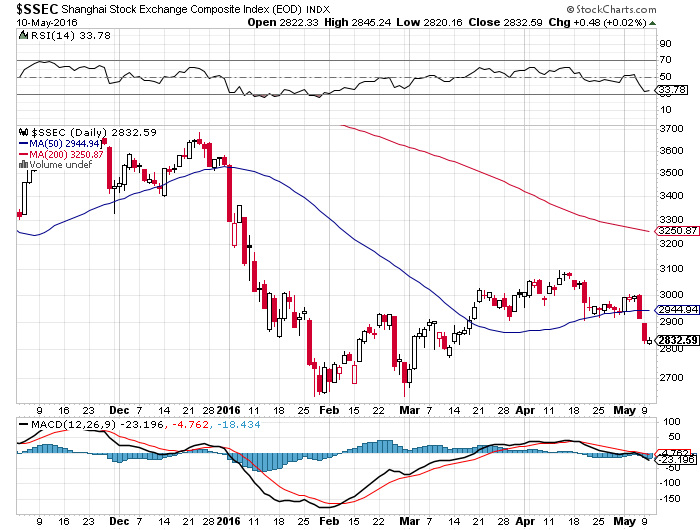 $SSEC Shanghai Stock Exchange Composite Index (EOD) INDX © StockCharts.com
10-May-2016 Open 2822.33 High 2845.24 Low 2820.16 Close 2832.59 Chg +0.48 (+0.02%)
RSI(14) 33.78
90
70
50
33.78
30
10
$SSEC (Daily) 2832.59
MA(50) 2944.94
MA(200) 3250.87
Volume undef
3700
3600
3500
3400
3300
3250.87
3200
3100
3000
2944.94
2900
2832.59
2800
2700
9 16 23 Dec 7 14 21 28 2016 11 18 25 Feb 15 22 Mar 7 14 21 28 Apr 11 18 25 May 9
MACD(12,26,9) -23.196, -4.762, -18.434
100
50
-4.762
-23.196
-50
-100
-150
9 16 23 Dec 7 14 21 28 2016 11 18 25 Feb 15 22 Mar 7 14 21 28 Apr 11 18 25 May 9